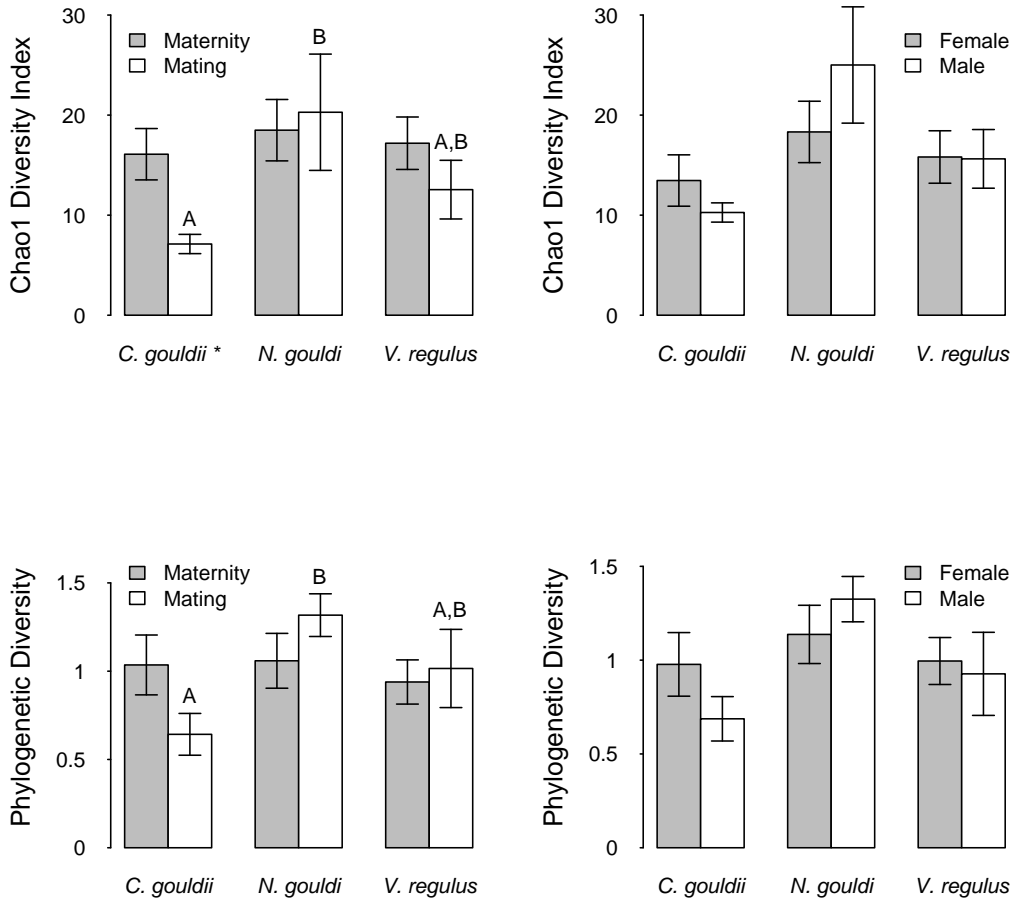 Chao1 Diversity Index
30
20
10
0
Maternity
Mating
A
B
A,B
C. gouldii *
N. gouldi
V. regulus
Chao1 Diversity Index
30
20
10
0
Female
Male
C. gouldii
N. gouldi
V. regulus
Phylogenetic Diversity
1.5
1
0.5
0
Maternity
Mating
A
B
A,B
C. gouldii
N. gouldi
V. regulus
Phylogenetic Diversity
1.5
1
0.5
0
Female
Male
C. gouldii
N. gouldi
V. regulus